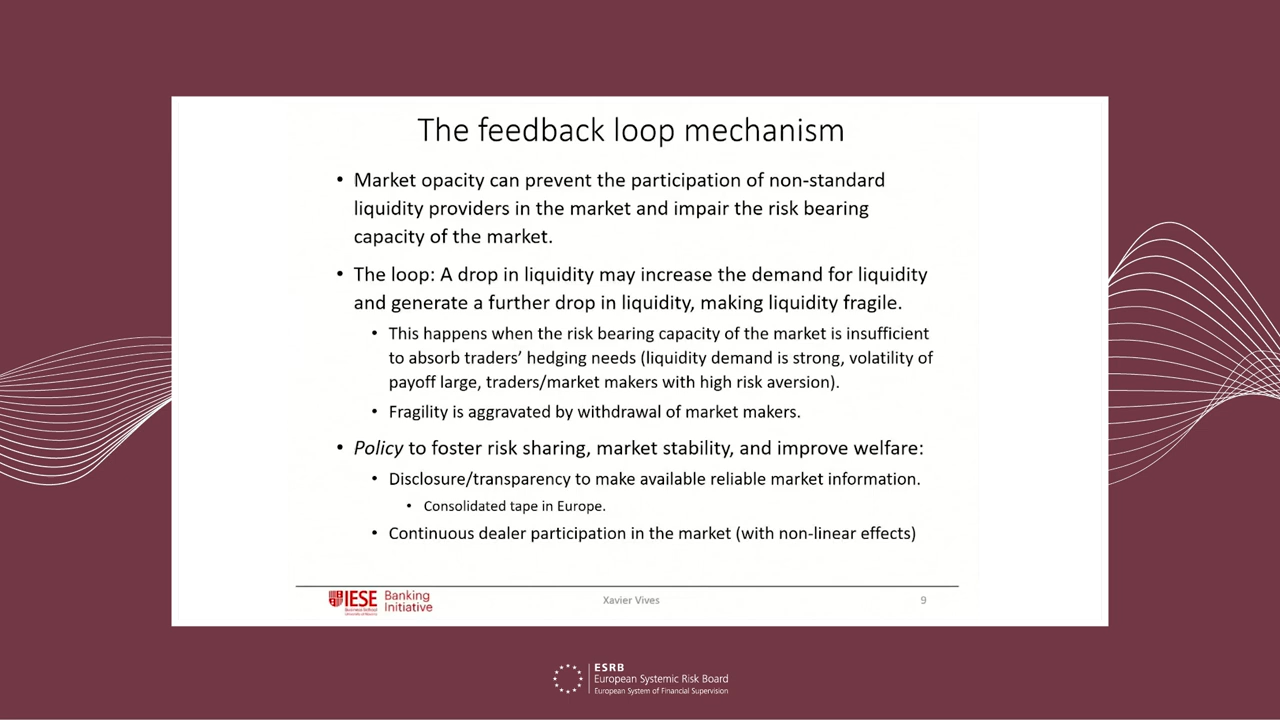 The feedback loop mechanism
• Market opacity can prevent the participation of non-standard
liquidity providers in the market and impair the risk bearing
capacity of the market.
• The loop: A drop in liquidity may increase the demand for liquidity
and generate a further drop in liquidity, making liquidity fragile.
• This happens when the risk bearing capacity of the market is insufficient
to absorb traders’ hedging needs (liquidity demand is strong, volatility of
payoff large, traders/market makers with high risk aversion).
• Fragility is aggravated by withdrawal of market makers.
• Policy to foster risk sharing, market stability, and improve welfare:
• Disclosure/transparency to make available reliable market information.
• Consolidated tape in Europe.
• Continuous dealer participation in the market (with non-linear effects)
IESE
Banking
Initiative
Xavier Vives
9
ESRB
European Systemic Risk Board
European System of Financial Supervision